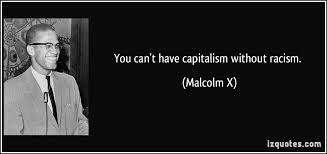 You can't have capitalism without racism.
(Malcolm X)
izquotes.com